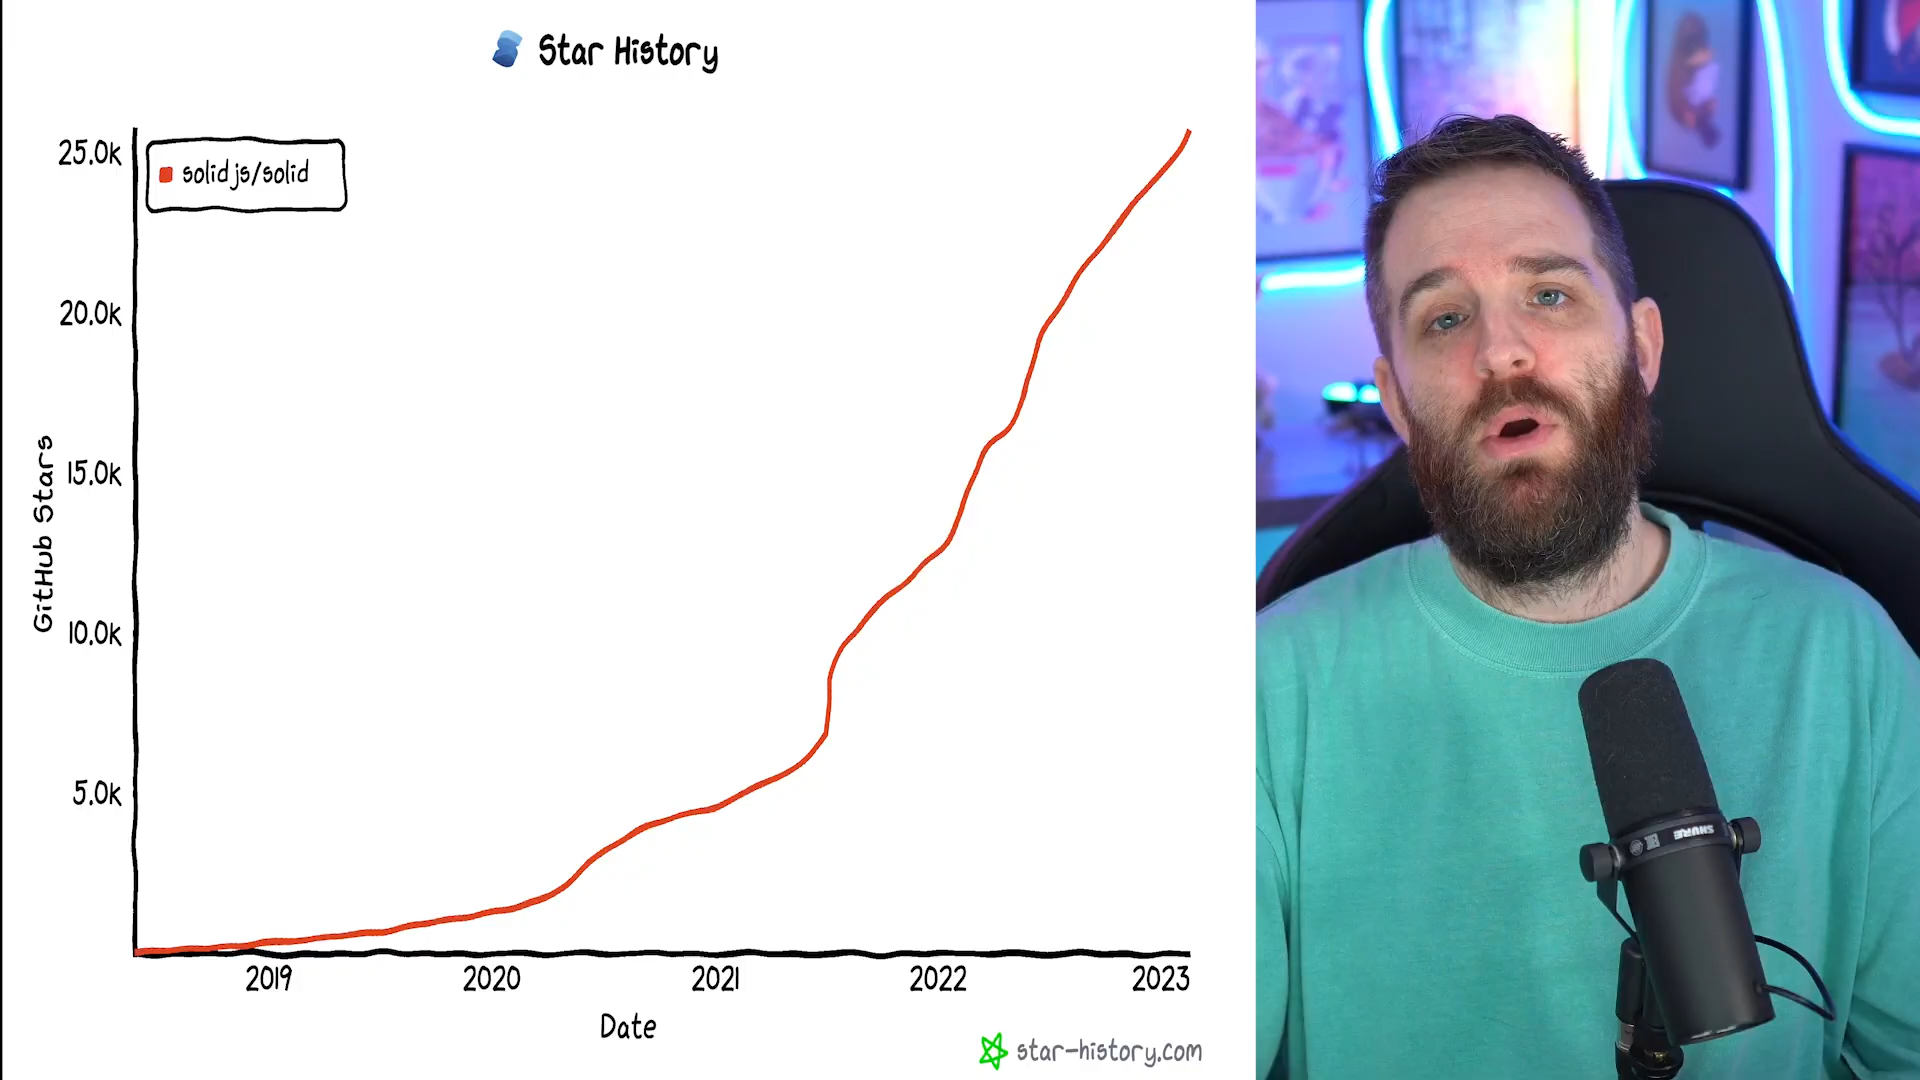 Star History
solidjs/solid
25.0k
20.0k
15.0k
10.0k
5.0k
GitHub Stars
2019 2020 2021 2022 2023
Date
star-history.com
SHURE